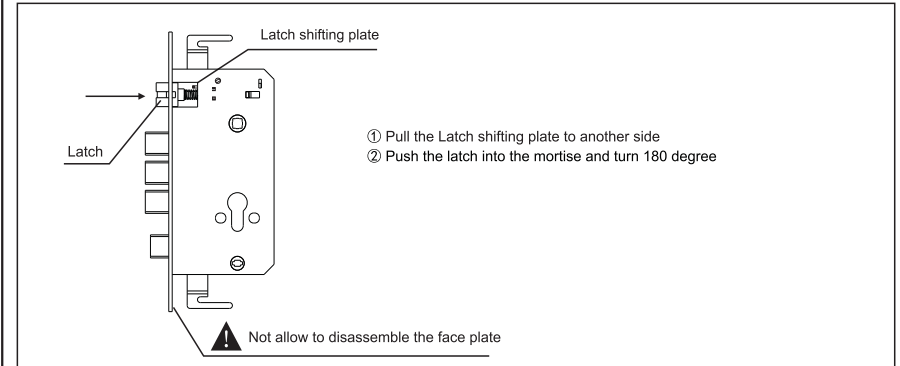 Latch shifting plate
Latch
① Pull the Latch shifting plate to another side
② Push the latch into the mortise and turn 180 degree
Not allow to disassemble the face plate